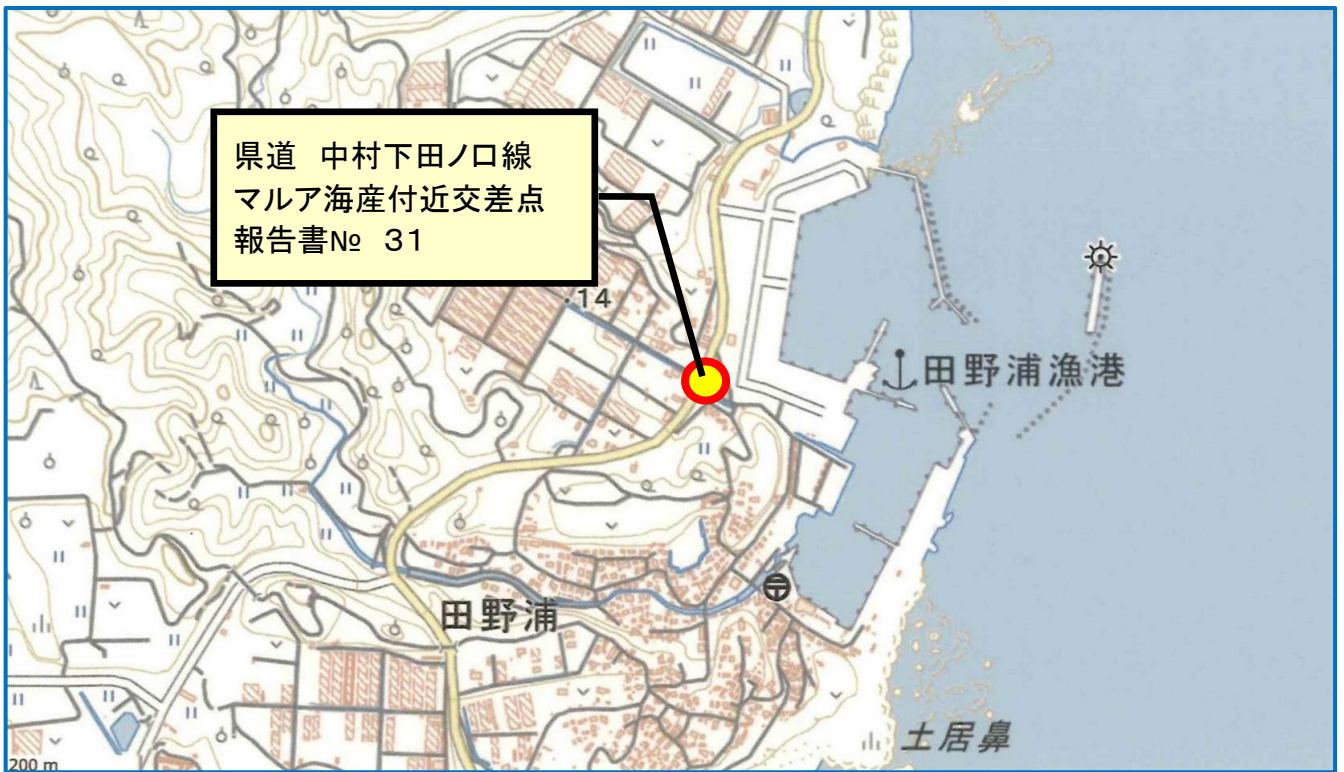 県道　中村下田ノ口線
マルア海産付近交差点
報告書№　３１
・14
田野浦漁港
田野浦
土居鼻
200 m